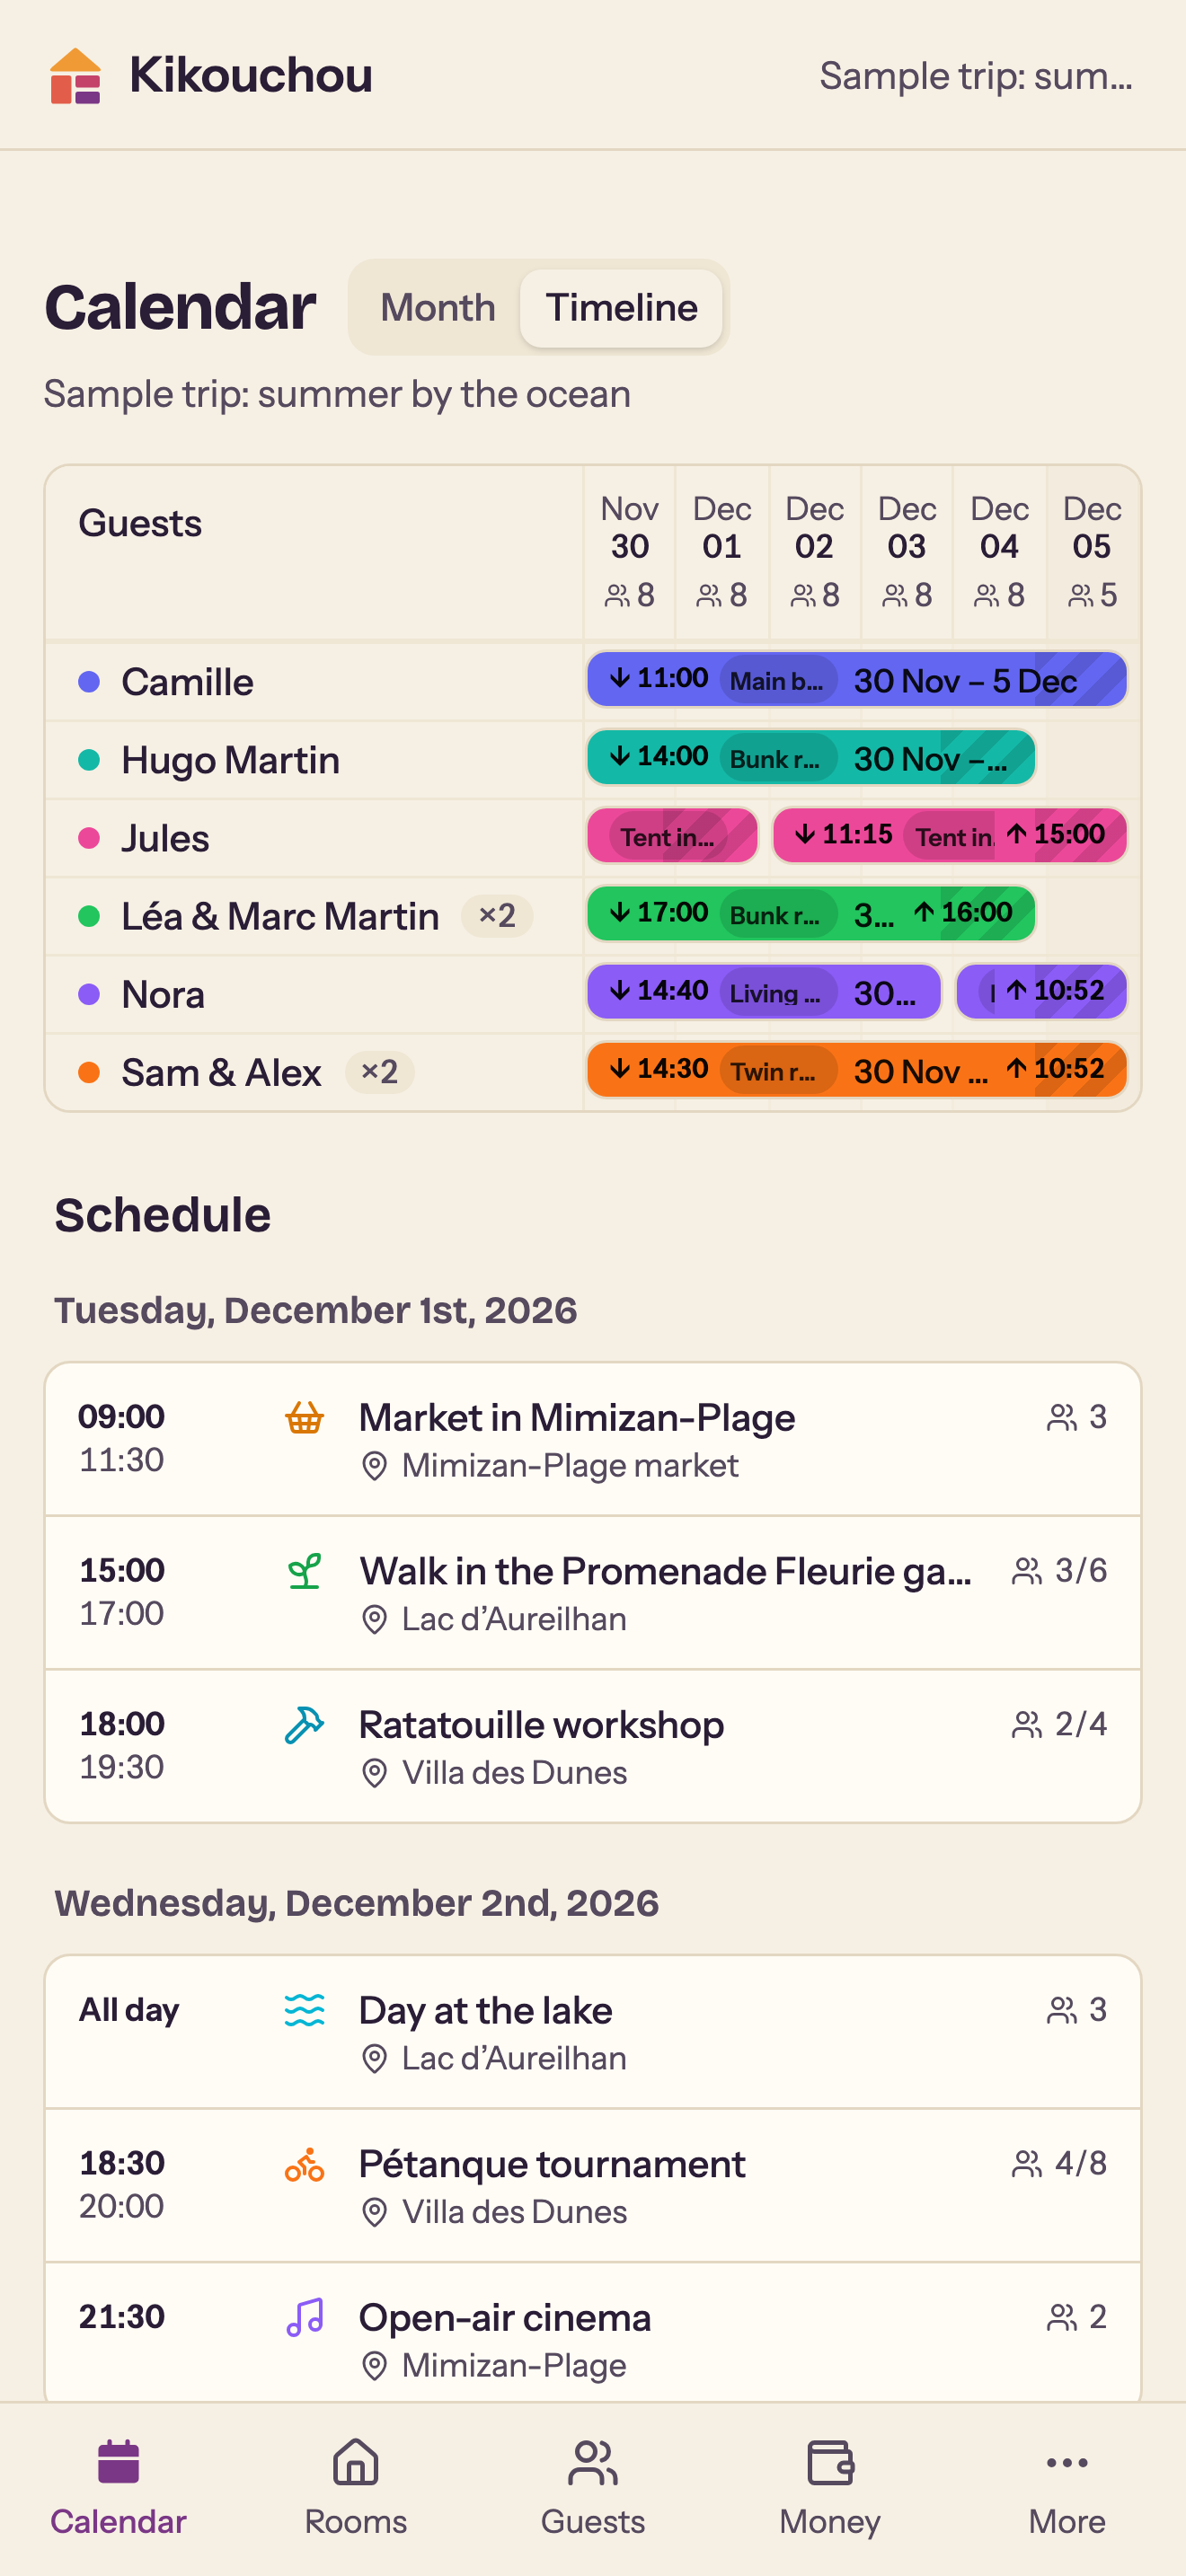 Kikouchou
Sample trip: sum...
Calendar
Month
Timeline
Sample trip: summer by the ocean
Guests
Nov 30 8
Dec 01 8
Dec 02 8
Dec 03 8
Dec 04 8
Dec 05 5
Camille
↓ 11:00 Main b... 30 Nov – 5 Dec
Hugo Martin
↓ 14:00 Bunk r... 30 Nov –...
Jules
Tent in...
↓ 11:15 Tent in. ↑ 15:00
Léa & Marc Martin ×2
↓ 17:00 Bunk r... 3... ↑ 16:00
Nora
↓ 14:40 Living ... 30...
↑ 10:52
Sam & Alex ×2
↓ 14:30 Twin r... 30 Nov ... ↑ 10:52
Schedule
Tuesday, December 1st, 2026
09:00
11:30
Market in Mimizan-Plage
Mimizan-Plage market
3
15:00
17:00
Walk in the Promenade Fleurie ga...
Lac d’Aureilhan
3/6
18:00
19:30
Ratatouille workshop
Villa des Dunes
2/4
Wednesday, December 2nd, 2026
All day
Day at the lake
Lac d’Aureilhan
3
18:30
20:00
Pétanque tournament
Villa des Dunes
4/8
21:30
Open-air cinema
Mimizan-Plage
2
Calendar
Rooms
Guests
Money
More